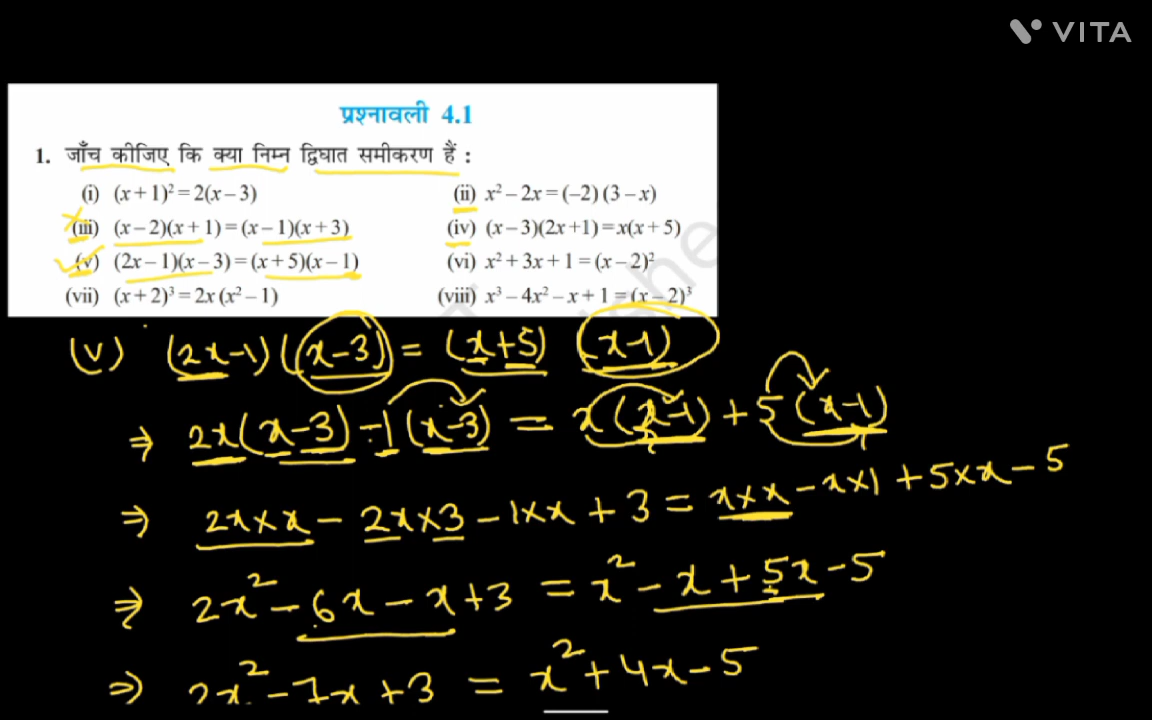 VITA
प्रश्नावली 4.1
1. जाँच कीजिए कि क्या निम्न द्विघात समीकरण हैं :
(i) (x + 1)² = 2(x – 3) (ii) x² – 2x = (–2) (3 – x)
(iii) (x – 2)(x + 1) = (x – 1)(x + 3) (iv) (x – 3)(2x +1) = x(x + 5)
(v) (2x – 1)(x – 3) = (x + 5)(x – 1) (vi) x² + 3x + 1 = (x – 2)²
(vii) (x + 2)³ = 2x (x² – 1) (viii) x³ – 4x² – x + 1 = (x – 2)³
(v) (2x-1)(x-3) = (x+5) (x-1)
⇒ 2x(x-3) -1 (x-3) = x(x-1) + 5(x-1)
⇒ 2x×x - 2x×3 - 1×x + 3 = x×x - x×1 + 5×x - 5
⇒ 2x² - 6x - x + 3 = x² - x + 5x - 5
⇒ 2x² - 7x + 3 = x² + 4x - 5